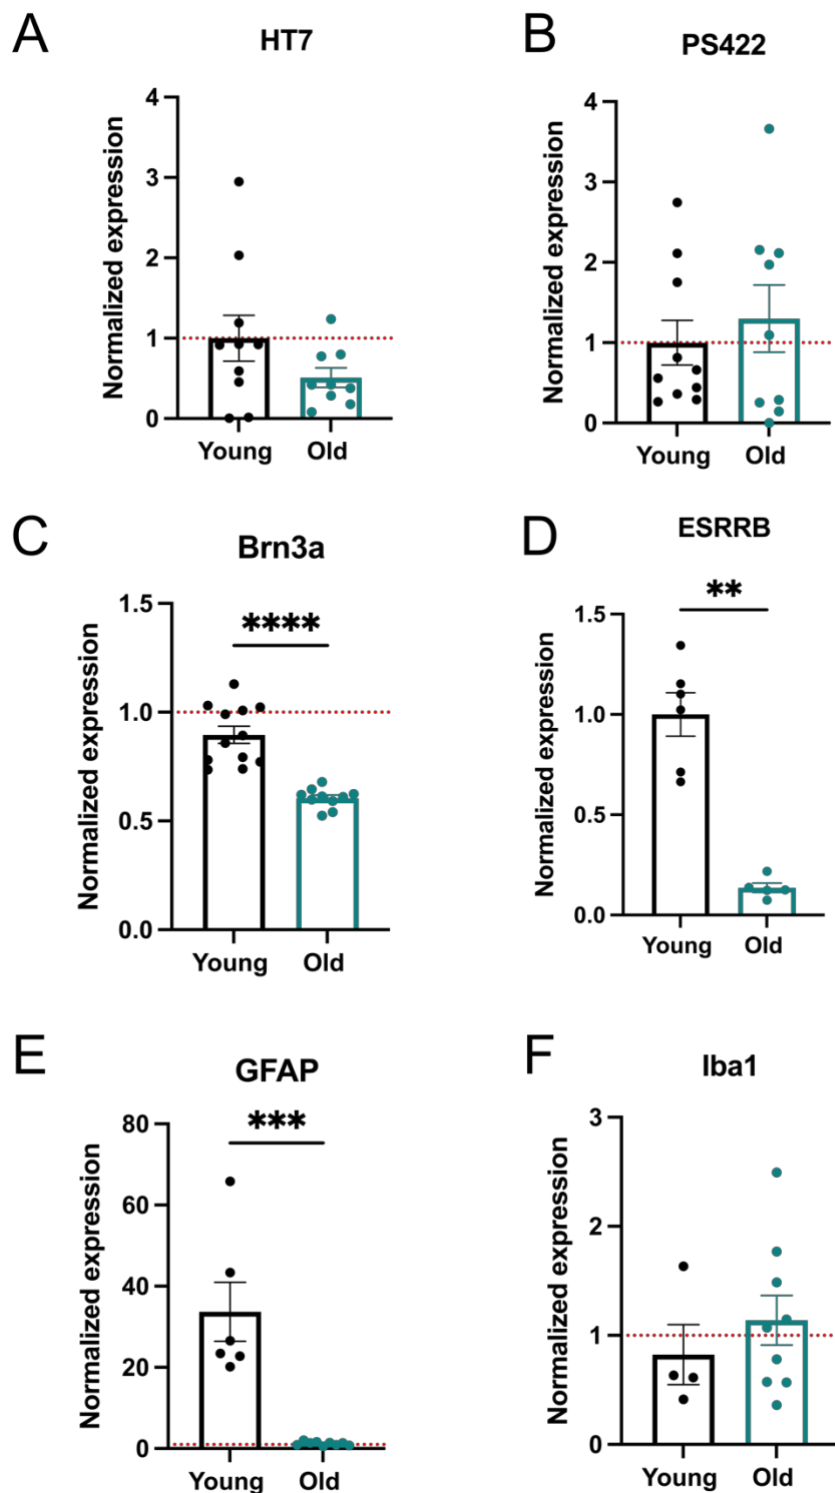 A
HT7
Normalized expression
4
3
2
1
0
Young Old
B
PS422
Normalized expression
4
3
2
1
0
Young Old
C
Brn3a
Normalized expression
1.5
1.0
0.5
0.0
****
Young Old
D
ESRRB
Normalized expression
1.5
1.0
0.5
0.0
**
Young Old
E
GFAP
Normalized expression
80
60
40
20
0
***
Young Old
F
Iba1
Normalized expression
3
2
1
0
Young Old